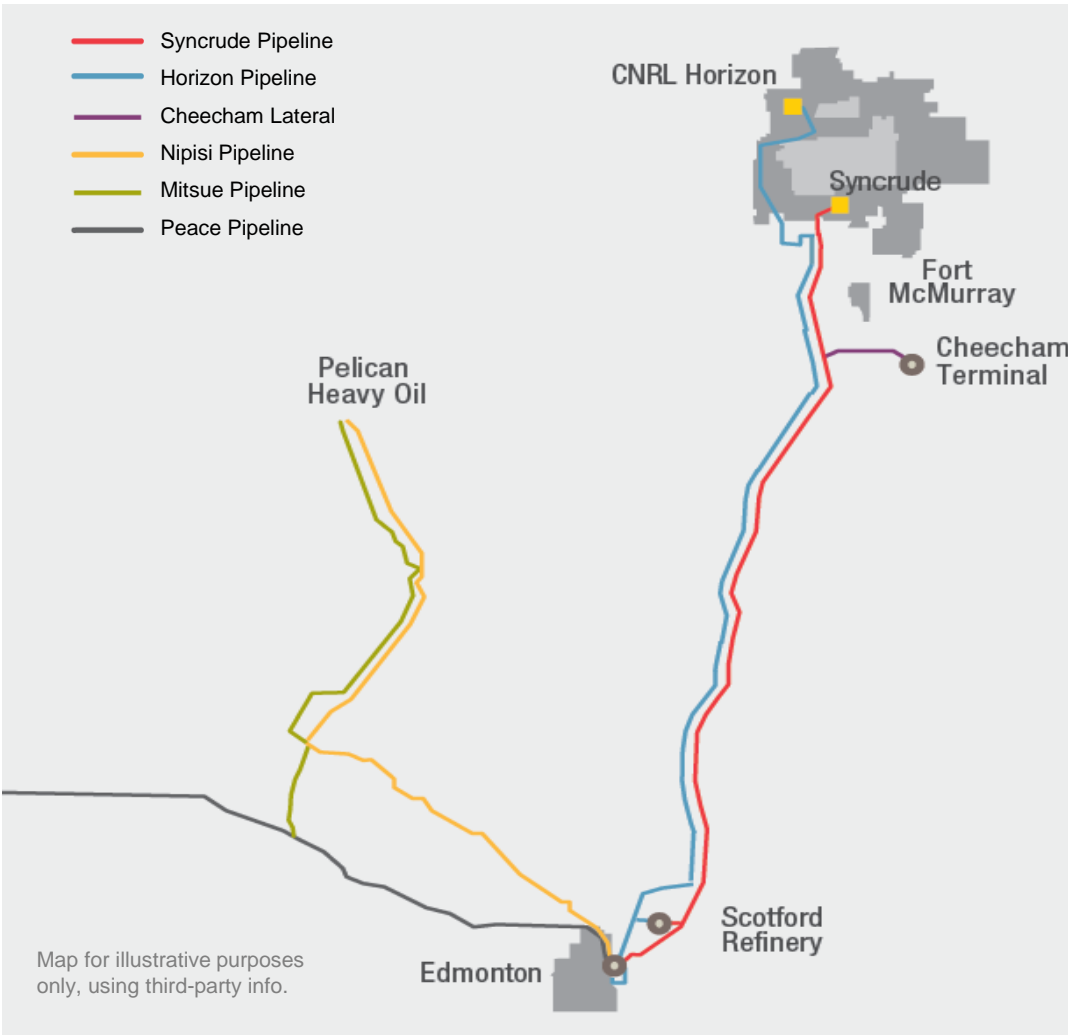 Syncrude Pipeline
Horizon Pipeline
Cheecham Lateral
Nipisi Pipeline
Mitsue Pipeline
Peace Pipeline
CNRL Horizon
Syncrude
Fort
McMurray
Cheecham
Terminal
Pelican
Heavy Oil
Scotford
Refinery
Edmonton
Map for illustrative purposes
only, using third-party info.